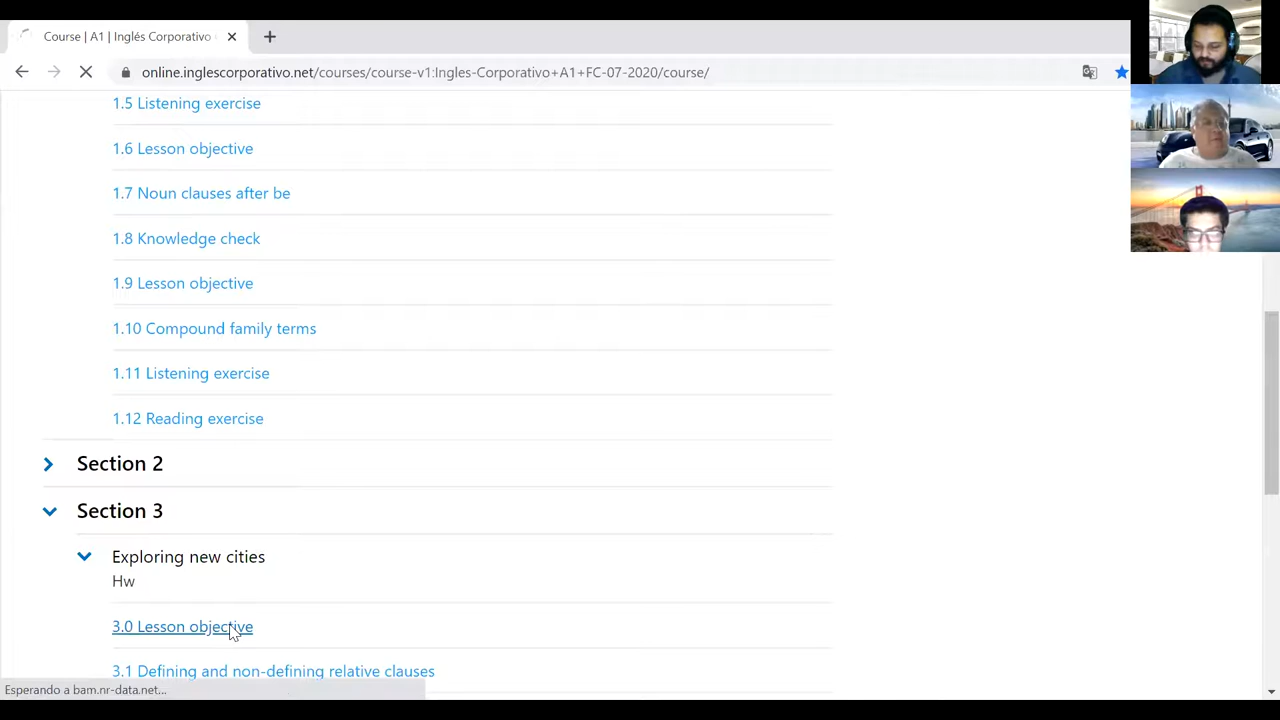 Course | A1 | Inglés Corporativo
online.inglescorporativo.net/courses/course-v1:Ingles-Corporativo+A1+FC-07-2020/course/
1.5 Listening exercise
1.6 Lesson objective
1.7 Noun clauses after be
1.8 Knowledge check
1.9 Lesson objective
1.10 Compound family terms
1.11 Listening exercise
1.12 Reading exercise
Section 2
Section 3
Exploring new cities
Hw
3.0 Lesson objective
3.1 Defining and non-defining relative clauses
Esperando a bam.nr-data.net...